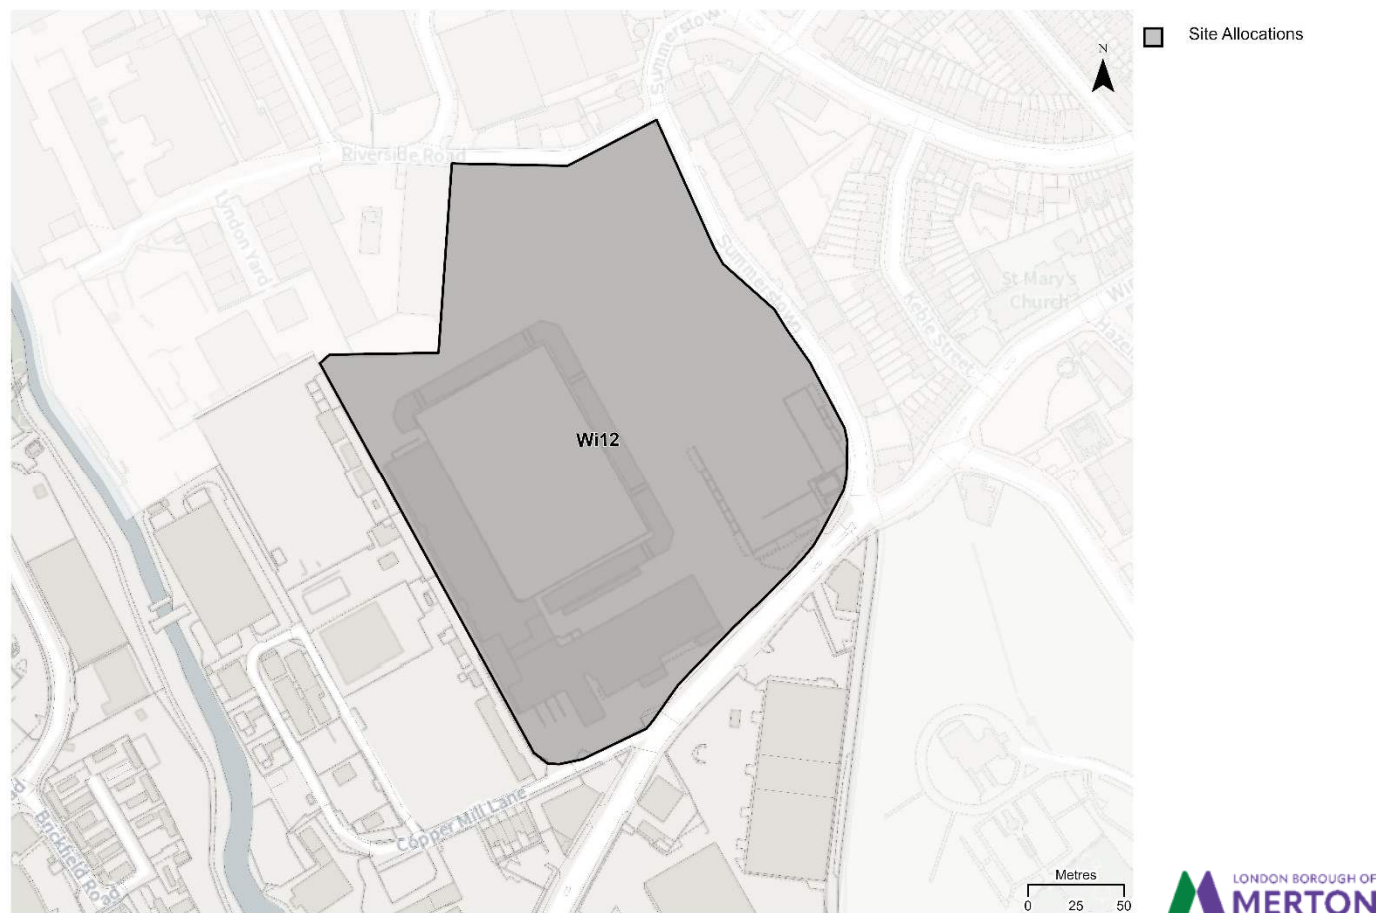 Site Allocations
N
Summerstown
Riverside Road
Lyndon Yard
Summerstown
St Mary's
Church
Keble Street
Wi12
Copper Mill Lane
Brickfield Road
Metres
0 25 50
LONDON BOROUGH OF
MERTON